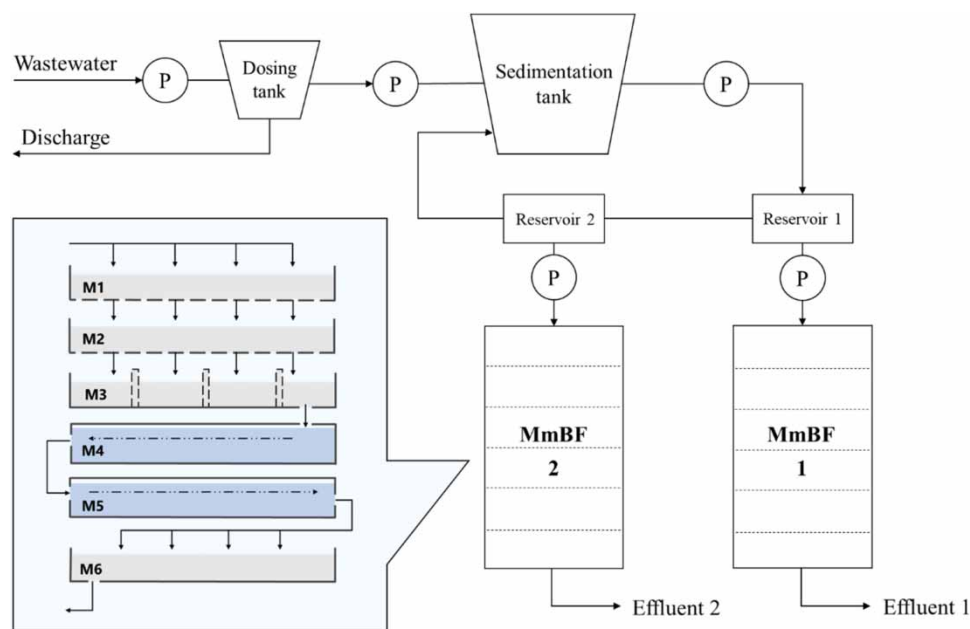 Wastewater
P
Dosing
tank
P
Sedimentation
tank
P
Discharge
Reservoir 2
Reservoir 1
P
P
M1
M2
M3
M4
M5
M6
MmBF
2
MmBF
1
Effluent 2
Effluent 1